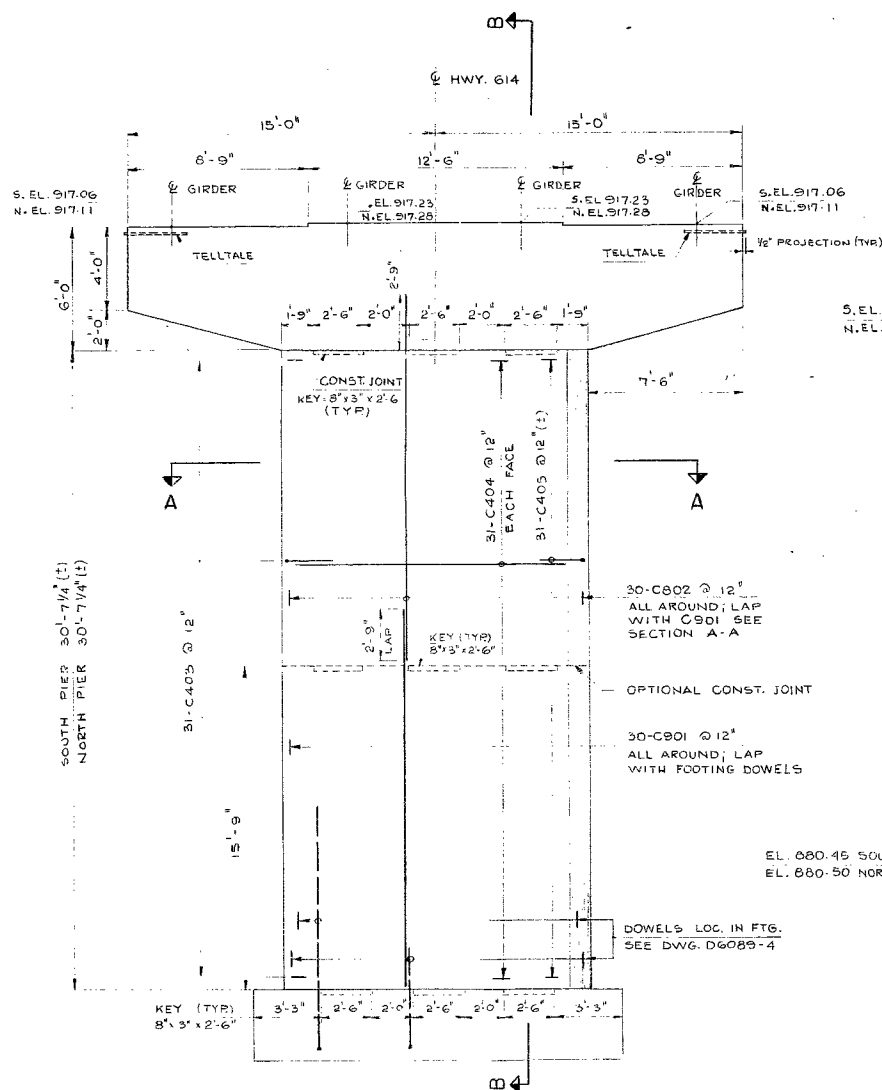 B
℄ HWY. 614
15'-0" 15'-0"
8'-9" 12'-6" 8'-9"
℄ GIRDER ℄ GIRDER ℄ GIRDER ℄ GIRDER
S. EL. 917.06
N. EL. 917.11
.EL. 917.23
N. EL. 917.28
S. EL. 917.23
N. EL. 917.28
S. EL. 917.06
N. EL. 917.11
TELLTALE
TELLTALE
½" PROJECTION (TYP.)
6'-0"
4'-0"
2'-0"
2'-9"
1'-9" 2'-6" 2'-0" 2'-6" 2'-0" 2'-6" 1'-9"
S. EL.
N. EL.
CONST. JOINT
KEY = 8" x 3" x 2'-6
(TYP.)
7'-6"
A A
31-C404 @ 12"
EACH FACE
31-C405 @ 12" (±)
SOUTH PIER 30'-7¼" (±)
NORTH PIER 30'-7¼" (±)
31-C403 @ 12"
30-C802 @ 12"
ALL AROUND; LAP
WITH C901 SEE
SECTION A-A
2'-9"
LAP
KEY (TYP.)
8" x 3" x 2'-6"
OPTIONAL CONST. JOINT
30-C901 @ 12"
ALL AROUND; LAP
WITH FOOTING DOWELS
15'-9"
EL. 880.45 SOU
EL. 880.50 NOR
DOWELS LOC. IN FTG.
SEE DWG. D6089-4
KEY (TYP.)
8" x 3" x 2'-6"
3'-3" 2'-6" 2'-0" 2'-6" 2'-0" 2'-6" 3'-3"
B